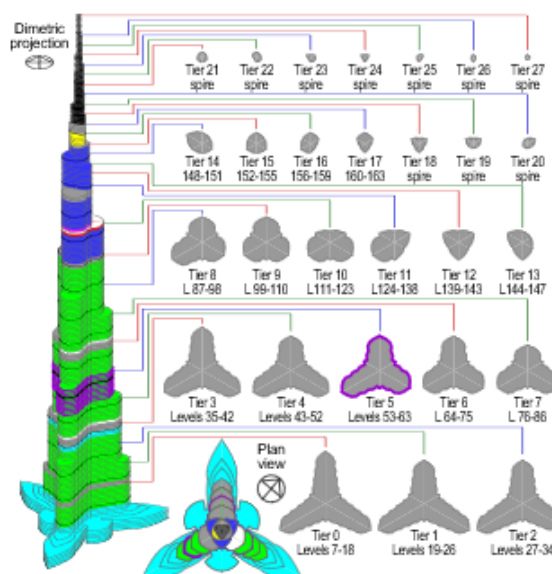 Dimetric
projection
Tier 21
spire
Tier 22
spire
Tier 23
spire
Tier 24
spire
Tier 25
spire
Tier 26
spire
Tier 27
spire
Tier 14
148-151
Tier 15
152-155
Tier 16
156-159
Tier 17
160-163
Tier 18
spire
Tier 19
spire
Tier 20
spire
Tier 8
L 87-98
Tier 9
L 99-110
Tier 10
L111-123
Tier 11
L124-138
Tier 12
L139-143
Tier 13
L144-147
Tier 3
Levels 35-42
Tier 4
Levels 43-52
Tier 5
Levels 53-63
Tier 6
L 64-75
Tier 7
L 76-86
Plan
view
Tier 0
Levels 7-18
Tier 1
Levels 19-26
Tier 2
Levels 27-34